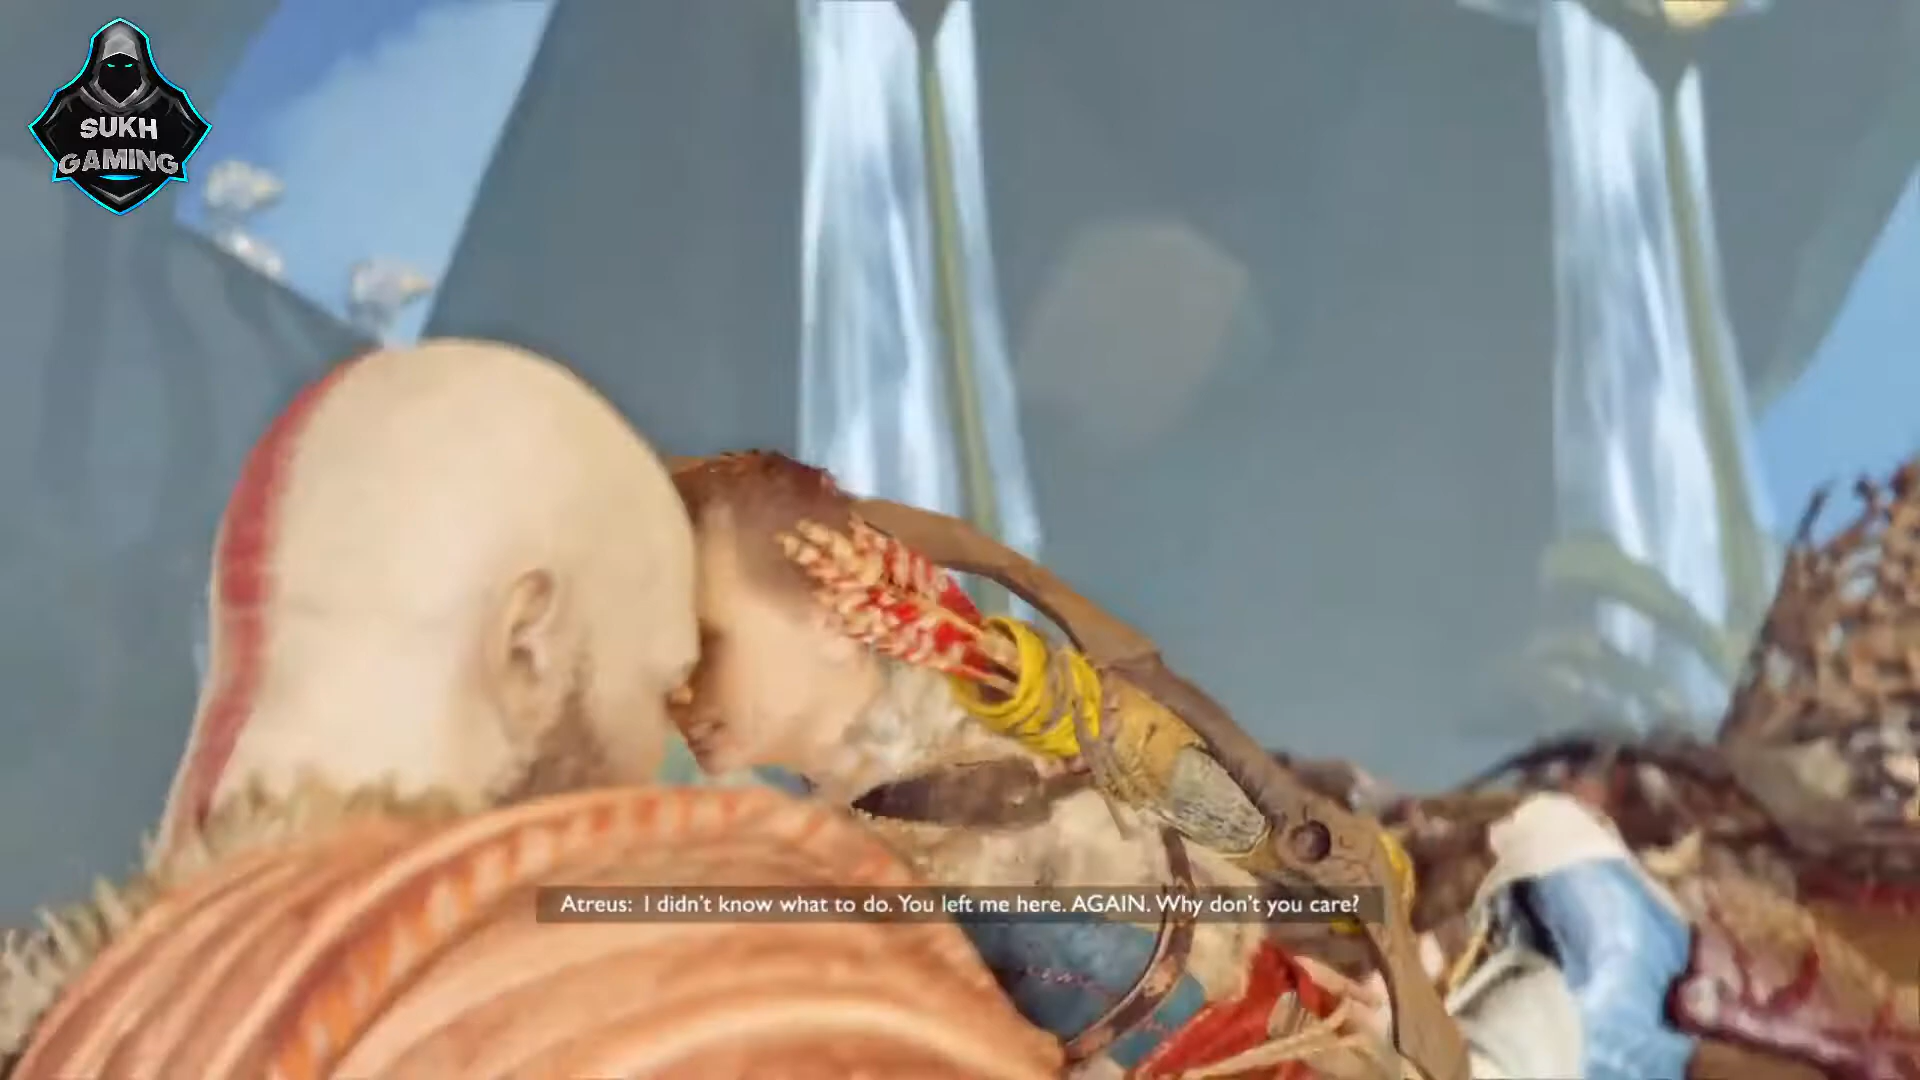 SUKH
GAMING
Atreus: I didn't know what to do. You left me here. AGAIN. Why don't you care?